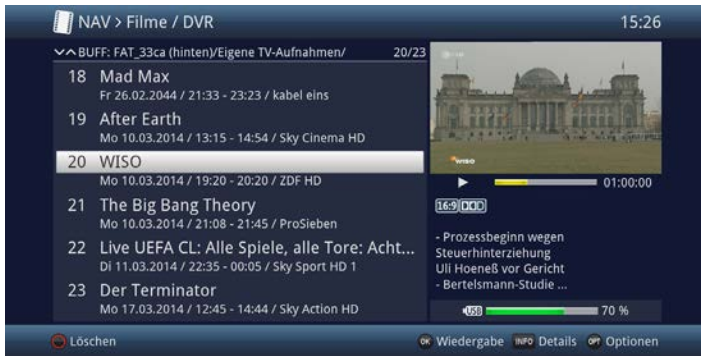 NAV > Filme / DVR
15:26
BUFF: FAT_33ca (hinten)/Eigene TV-Aufnahmen/
20/23
18 Mad Max
Fr 26.02.2044 / 21:33 - 23:23 / kabel eins
19 After Earth
Mo 10.03.2014 / 13:15 - 14:54 / Sky Cinema HD
20 WISO
Mo 10.03.2014 / 19:20 - 20:20 / ZDF HD
21 The Big Bang Theory
Mo 10.03.2014 / 21:08 - 21:45 / ProSieben
22 Live UEFA CL: Alle Spiele, alle Tore: Acht...
Di 11.03.2014 / 22:35 - 00:05 / Sky Sport HD 1
23 Der Terminator
Mo 17.03.2014 / 12:45 - 14:44 / Sky Action HD
wiso
01:00:00
16:9
- Prozessbeginn wegen
Steuerhinterziehung
Uli Hoeneß vor Gericht
- Bertelsmann-Studie ...
USB
70 %
Löschen
OK Wiedergabe
INFO Details
OPT Optionen